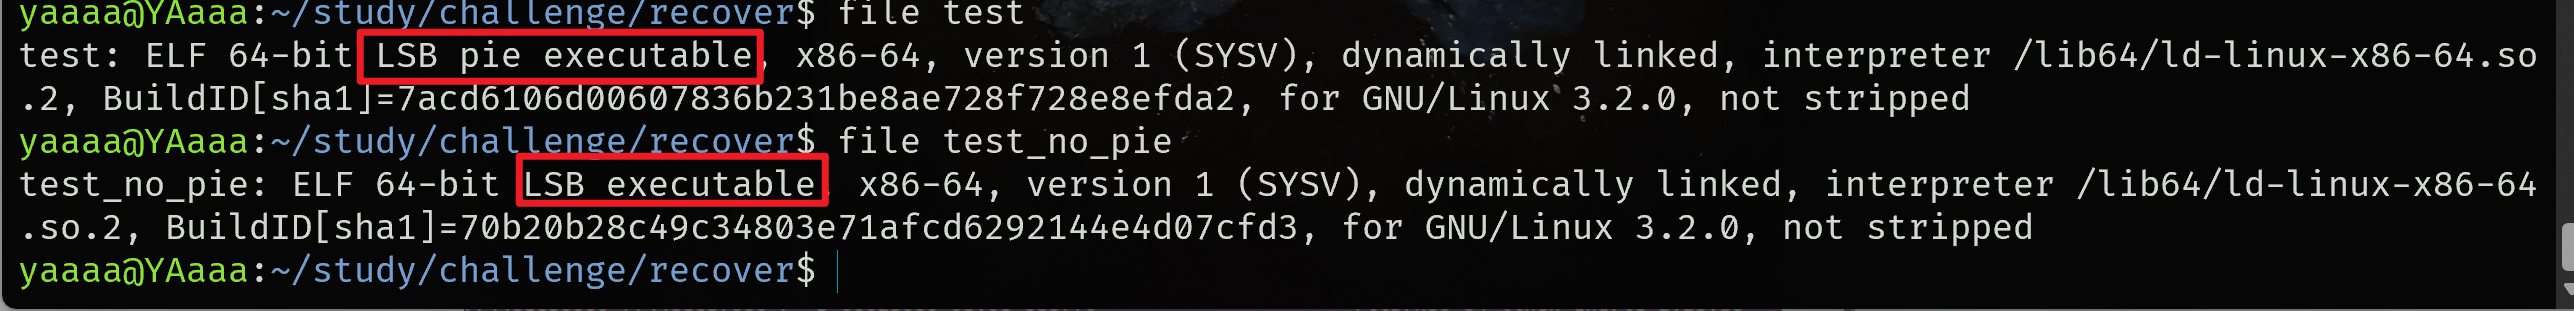 yaaaa@YAaaa:~/study/challenge/recover$ file test
test: ELF 64-bit LSB pie executable, x86-64, version 1 (SYSV), dynamically linked, interpreter /lib64/ld-linux-x86-64.so
.2, BuildID[sha1]=7acd6106d00607836b231be8ae728f728e8efda2, for GNU/Linux 3.2.0, not stripped
yaaaa@YAaaa:~/study/challenge/recover$ file test_no_pie
test_no_pie: ELF 64-bit LSB executable, x86-64, version 1 (SYSV), dynamically linked, interpreter /lib64/ld-linux-x86-64
.so.2, BuildID[sha1]=70b20b28c49c34803e71afcd6292144e4d07cfd3, for GNU/Linux 3.2.0, not stripped
yaaaa@YAaaa:~/study/challenge/recover$